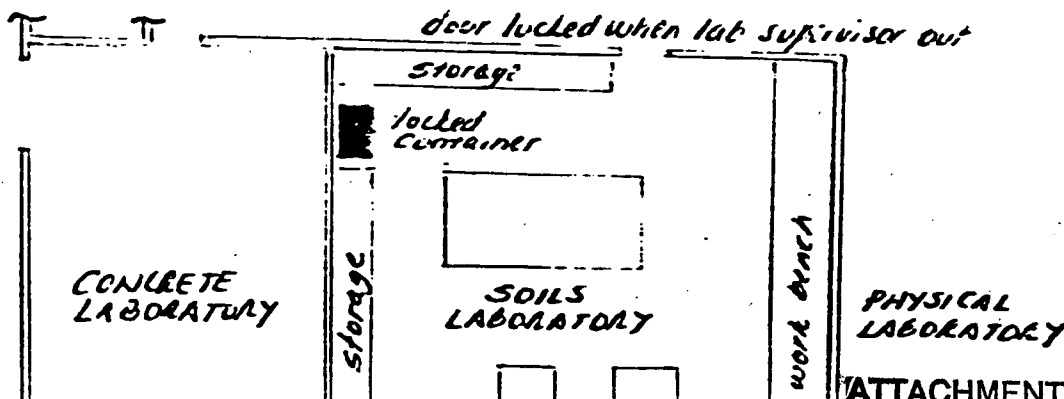 door locked when lab supervisor out
storage
locked
container
storage
CONCRETE
LABORATORY
SOILS
LABORATORY
work bench
PHYSICAL
LABORATORY
ATTACHMENT